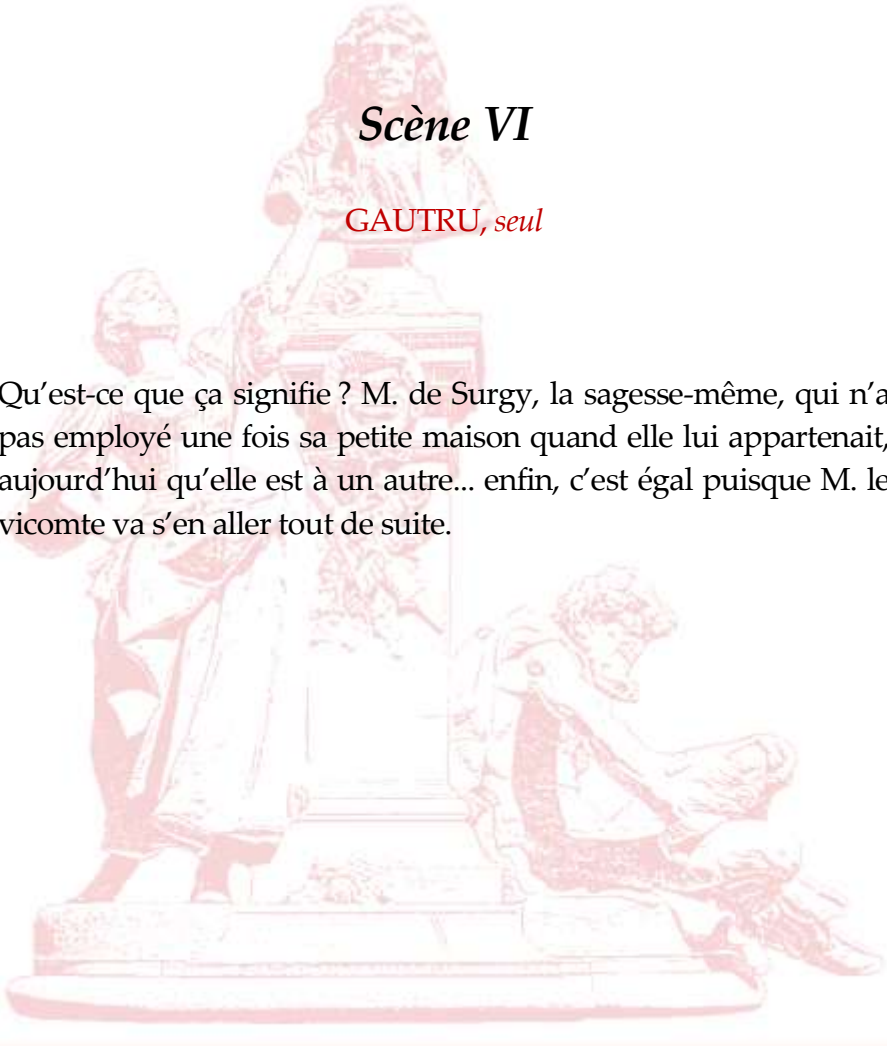 Scène VI
GAUTRU, seul
Qu’est-ce que ça signifie ? M. de Surgy, la sagesse-même, qui n’a
pas employé une fois sa petite maison quand elle lui appartenait,
aujourd’hui qu’elle est à un autre... enfin, c’est égal puisque M. le
vicomte va s’en aller tout de suite.